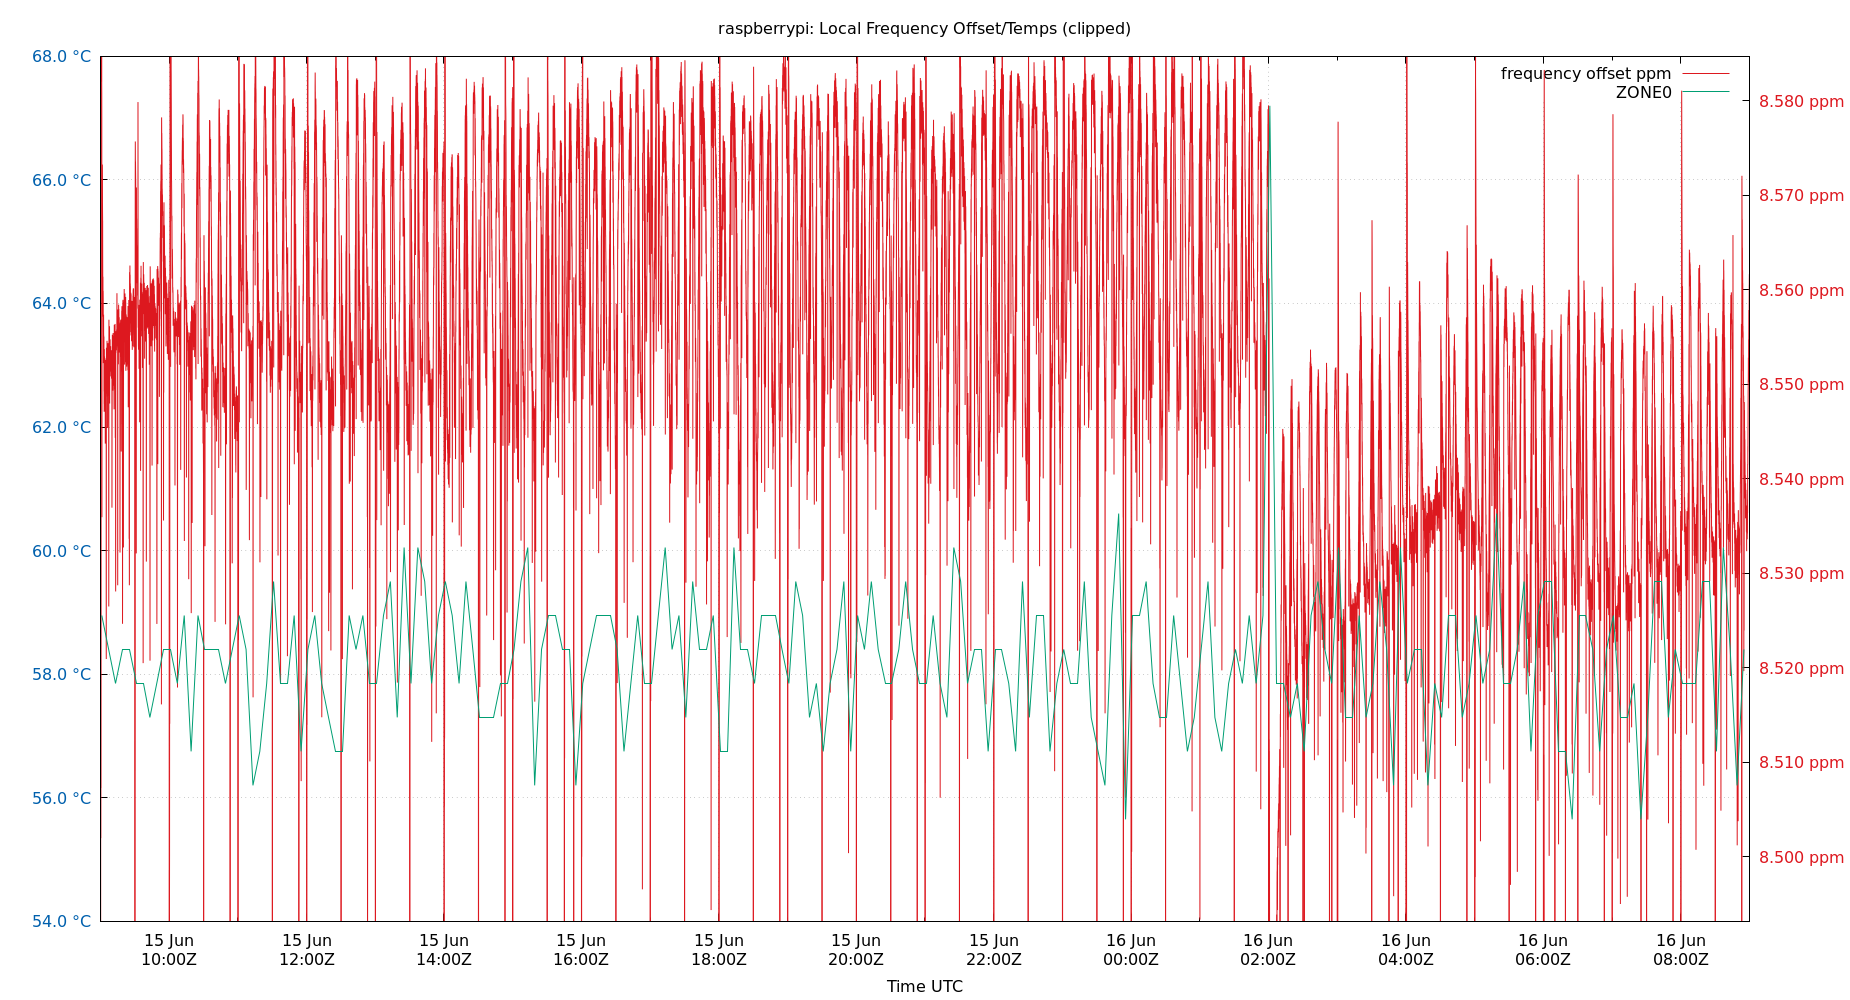 raspberrypi: Local Frequency Offset/Temps (clipped)
frequency offset ppm
ZONE0
68.0 °C
66.0 °C
64.0 °C
62.0 °C
60.0 °C
58.0 °C
56.0 °C
54.0 °C
8.580 ppm
8.570 ppm
8.560 ppm
8.550 ppm
8.540 ppm
8.530 ppm
8.520 ppm
8.510 ppm
8.500 ppm
15 Jun
10:00Z
15 Jun
12:00Z
15 Jun
14:00Z
15 Jun
16:00Z
15 Jun
18:00Z
15 Jun
20:00Z
15 Jun
22:00Z
16 Jun
00:00Z
16 Jun
02:00Z
16 Jun
04:00Z
16 Jun
06:00Z
16 Jun
08:00Z
Time UTC